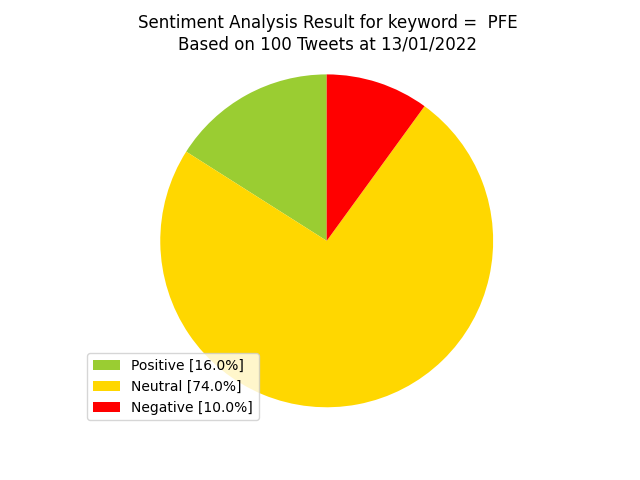 Sentiment Analysis Result for keyword =  PFE
Based on 100 Tweets at 13/01/2022
Positive [16.0%]
Neutral [74.0%]
Negative [10.0%]